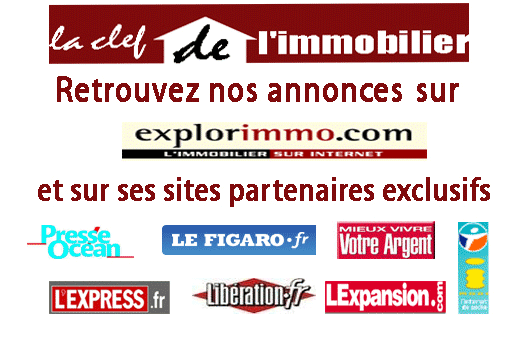 la clef de l'immobilier
Retrouvez nos annonces sur
explorimmo.com
L'IMMOBILIER SUR INTERNET
et sur ses sites partenaires exclusifs
Presse Océan
LE FIGARO·fr
MIEUX VIVRE
Votre Argent
L'EXPRESS.fr
Libération.fr
LExpansion.com